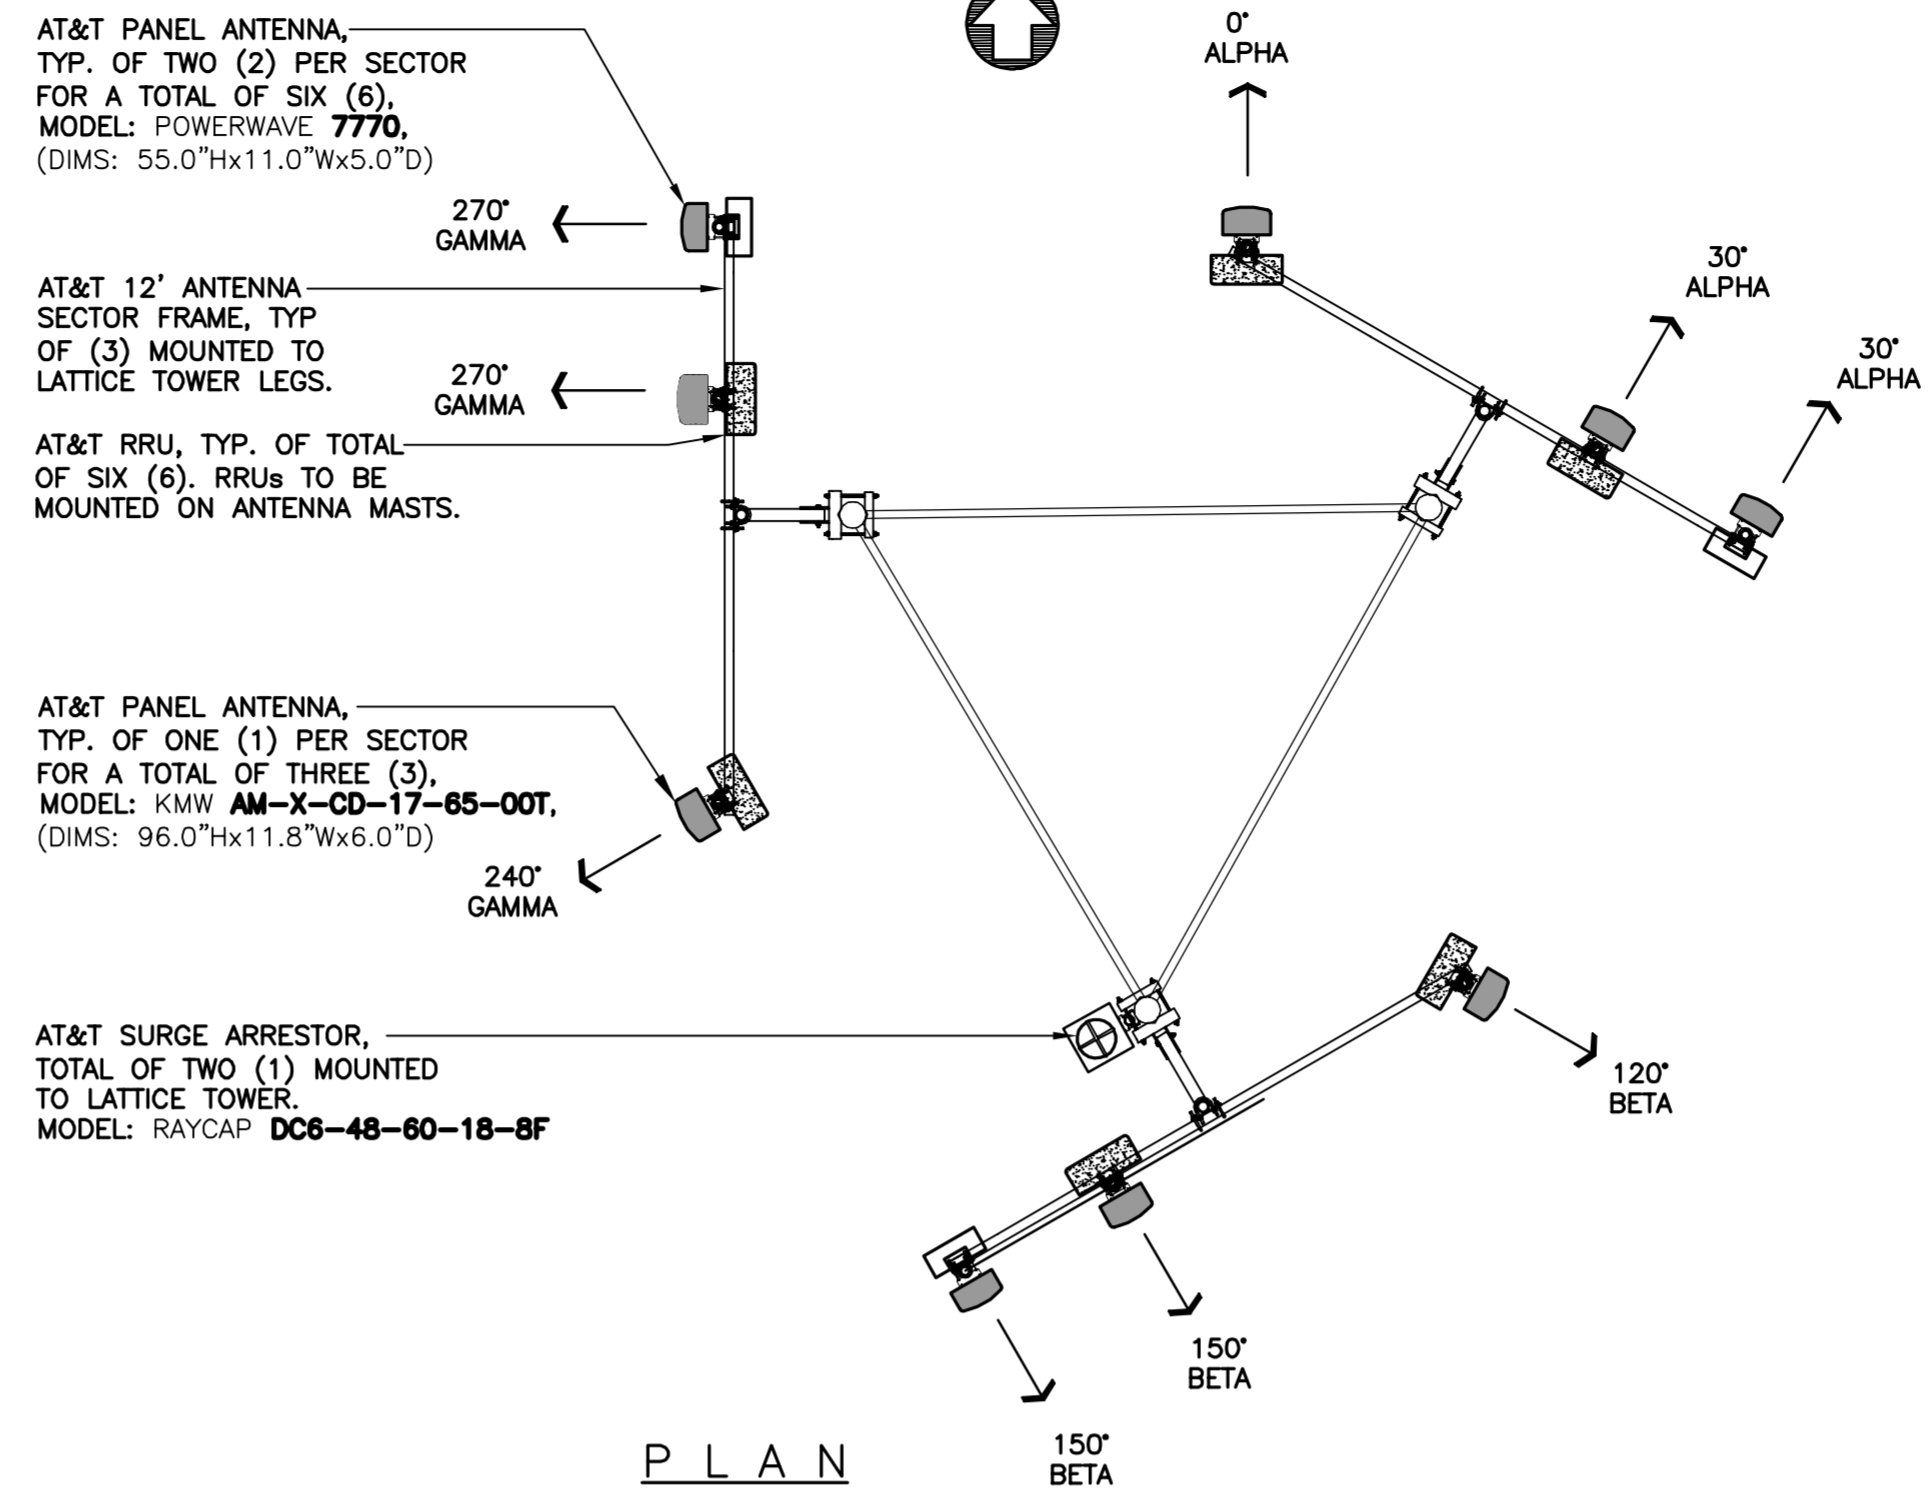 AT&T PANEL ANTENNA,
TYP. OF TWO (2) PER SECTOR
FOR A TOTAL OF SIX (6),
MODEL: POWERWAVE 7770,
(DIMS: 55.0"Hx11.0"Wx5.0"D)
0°
ALPHA
270°
GAMMA
30°
ALPHA
AT&T 12' ANTENNA
SECTOR FRAME, TYP
OF (3) MOUNTED TO
LATTICE TOWER LEGS.
270°
GAMMA
30°
ALPHA
AT&T RRU, TYP. OF TOTAL
OF SIX (6). RRUs TO BE
MOUNTED ON ANTENNA MASTS.
AT&T PANEL ANTENNA,
TYP. OF ONE (1) PER SECTOR
FOR A TOTAL OF THREE (3),
MODEL: KMW AM-X-CD-17-65-00T,
(DIMS: 96.0"Hx11.8"Wx6.0"D)
240°
GAMMA
AT&T SURGE ARRESTOR,
TOTAL OF TWO (1) MOUNTED
TO LATTICE TOWER.
MODEL: RAYCAP DC6-48-60-18-8F
120°
BETA
150°
BETA
150°
BETA
PLAN